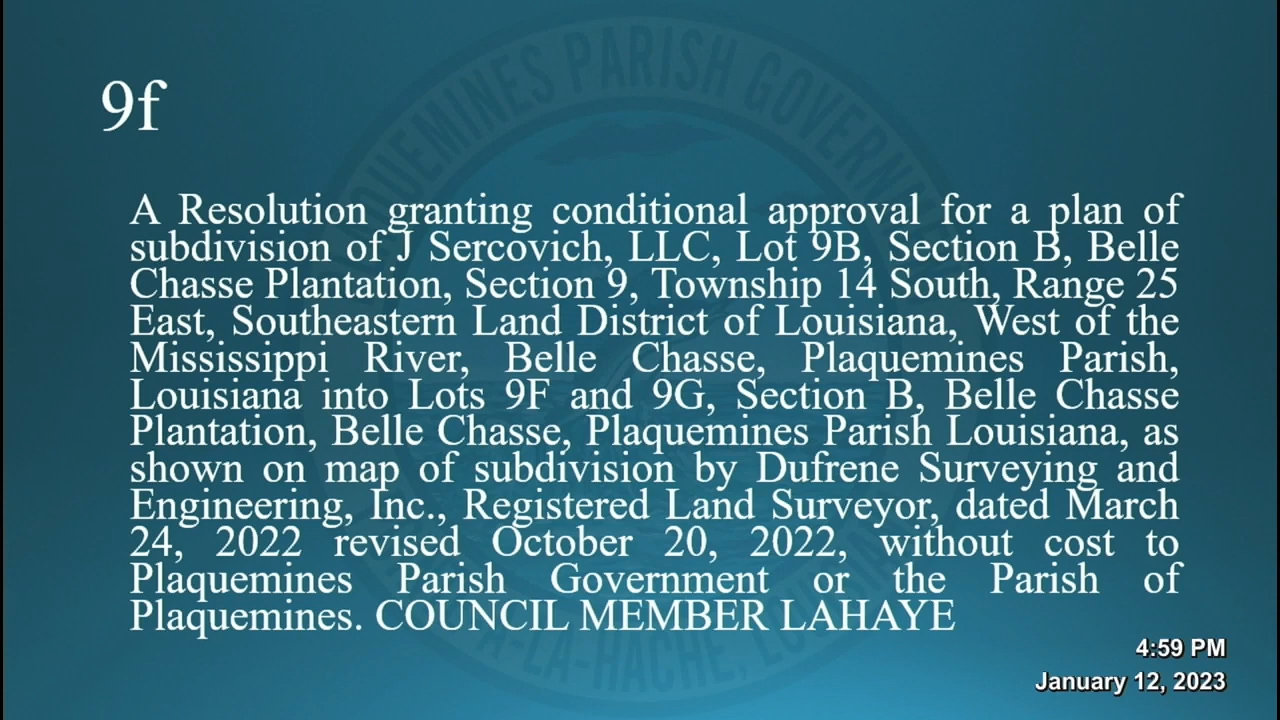 9f
A Resolution granting conditional approval for a plan of
subdivision of J Sercovich, LLC, Lot 9B, Section B, Belle
Chasse Plantation, Section 9, Township 14 South, Range 25
East, Southeastern Land District of Louisiana, West of the
Mississippi River, Belle Chasse, Plaquemines Parish,
Louisiana into Lots 9F and 9G, Section B, Belle Chasse
Plantation, Belle Chasse, Plaquemines Parish Louisiana, as
shown on map of subdivision by Dufrene Surveying and
Engineering, Inc., Registered Land Surveyor, dated March
24, 2022 revised October 20, 2022, without cost to
Plaquemines Parish Government or the Parish of
Plaquemines. COUNCIL MEMBER LAHAYE
4:59 PM
January 12, 2023